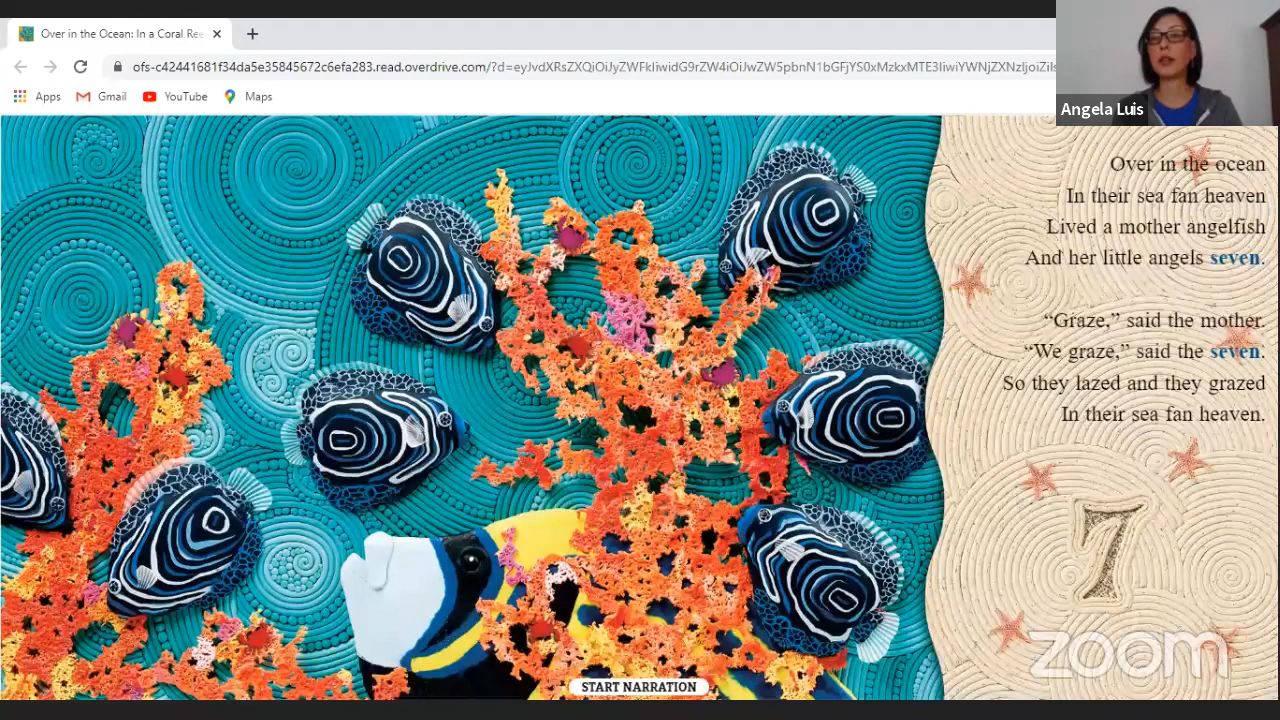 Over in the Ocean: In a Coral Ree
ofs-c42441681f34da5e35845672c6efa283.read.overdrive.com/?d=eyJvdXRsZXQiOiJyZWFkIiwidG9rZW4iOiJwZW5pbnN1bGFjYS0xMzkxMTE3IiwiYWNjZXNzIjoiZiIs
Apps
Gmail
YouTube
Maps
Angela Luis
Over in the ocean
In their sea fan heaven
Lived a mother angelfish
And her little angels seven.
“Graze,” said the mother.
“We graze,” said the seven.
So they lazed and they grazed
In their sea fan heaven.
7
zoom
START NARRATION